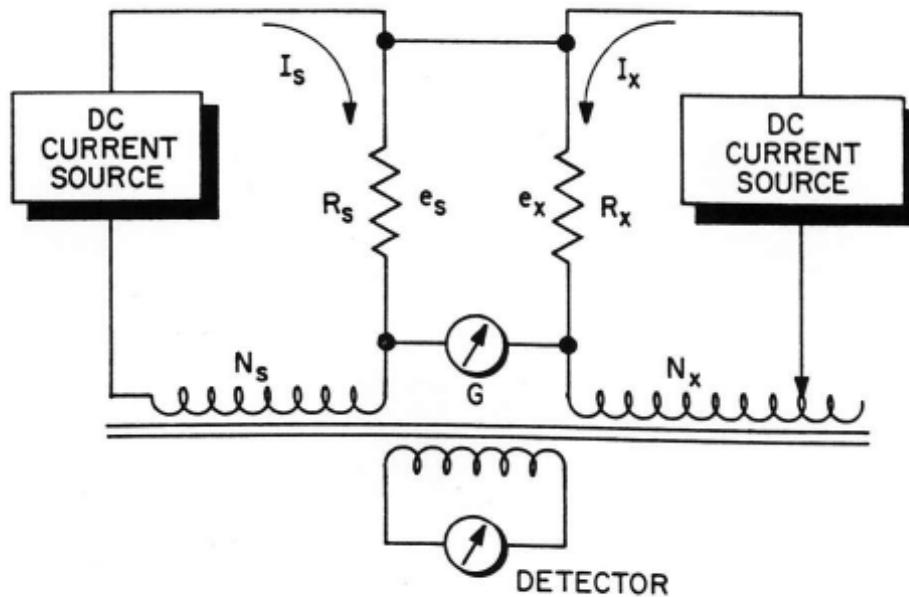 I_s
I_x
DC
CURRENT
SOURCE
DC
CURRENT
SOURCE
R_s e_s
e_x R_x
N_s
G
N_x
DETECTOR